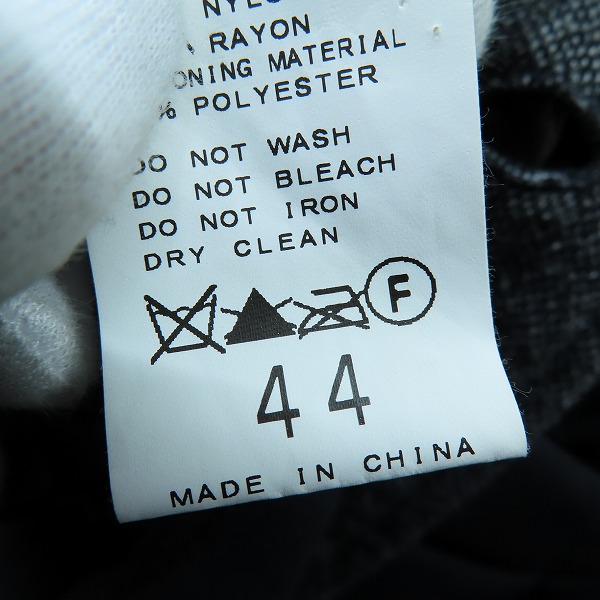 RAYON
ONING MATERIAL
% POLYESTER
DO NOT WASH
DO NOT BLEACH
DO NOT IRON
DRY CLEAN
F
44
MADE IN CHINA